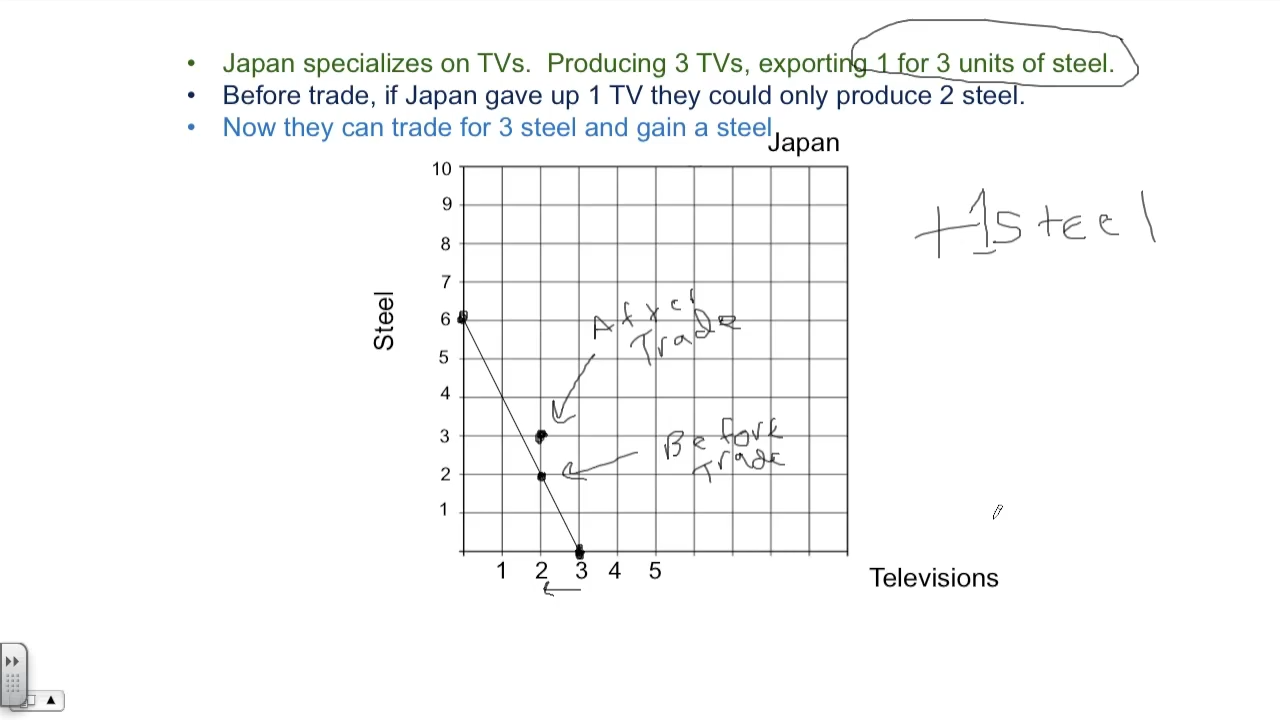 • Japan specializes on TVs. Producing 3 TVs, exporting 1 for 3 units of steel.
• Before trade, if Japan gave up 1 TV they could only produce 2 steel.
• Now they can trade for 3 steel and gain a steel
Japan
10
9
8
7
6
5
4
3
2
1
Steel
+1 Steel
After
Trade
Before
Trade
1 2 3 4 5
Televisions